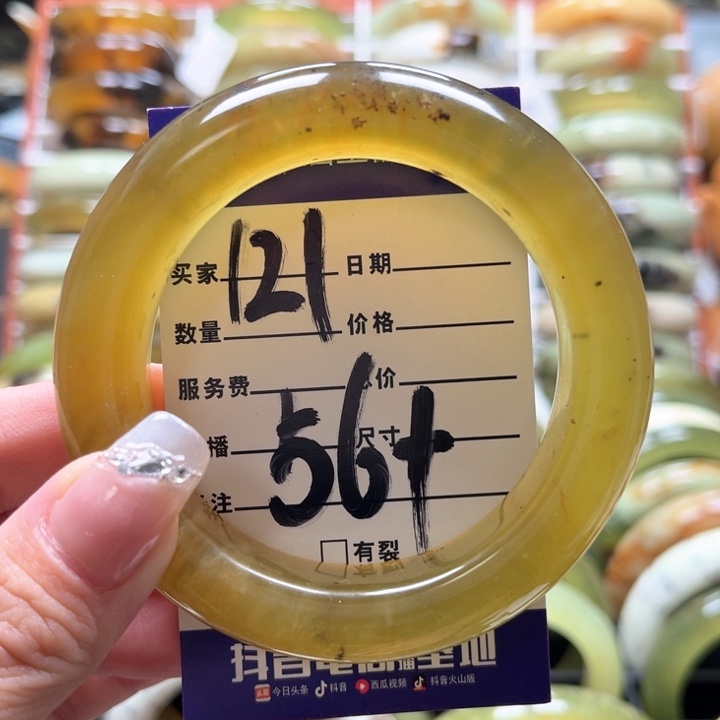 买家 121 日期
数量 价格
服务费 价
播 尺寸
56+
注
有裂
抖音电商直播基地
头条 今日头条 抖音 西瓜视频 抖音火山版